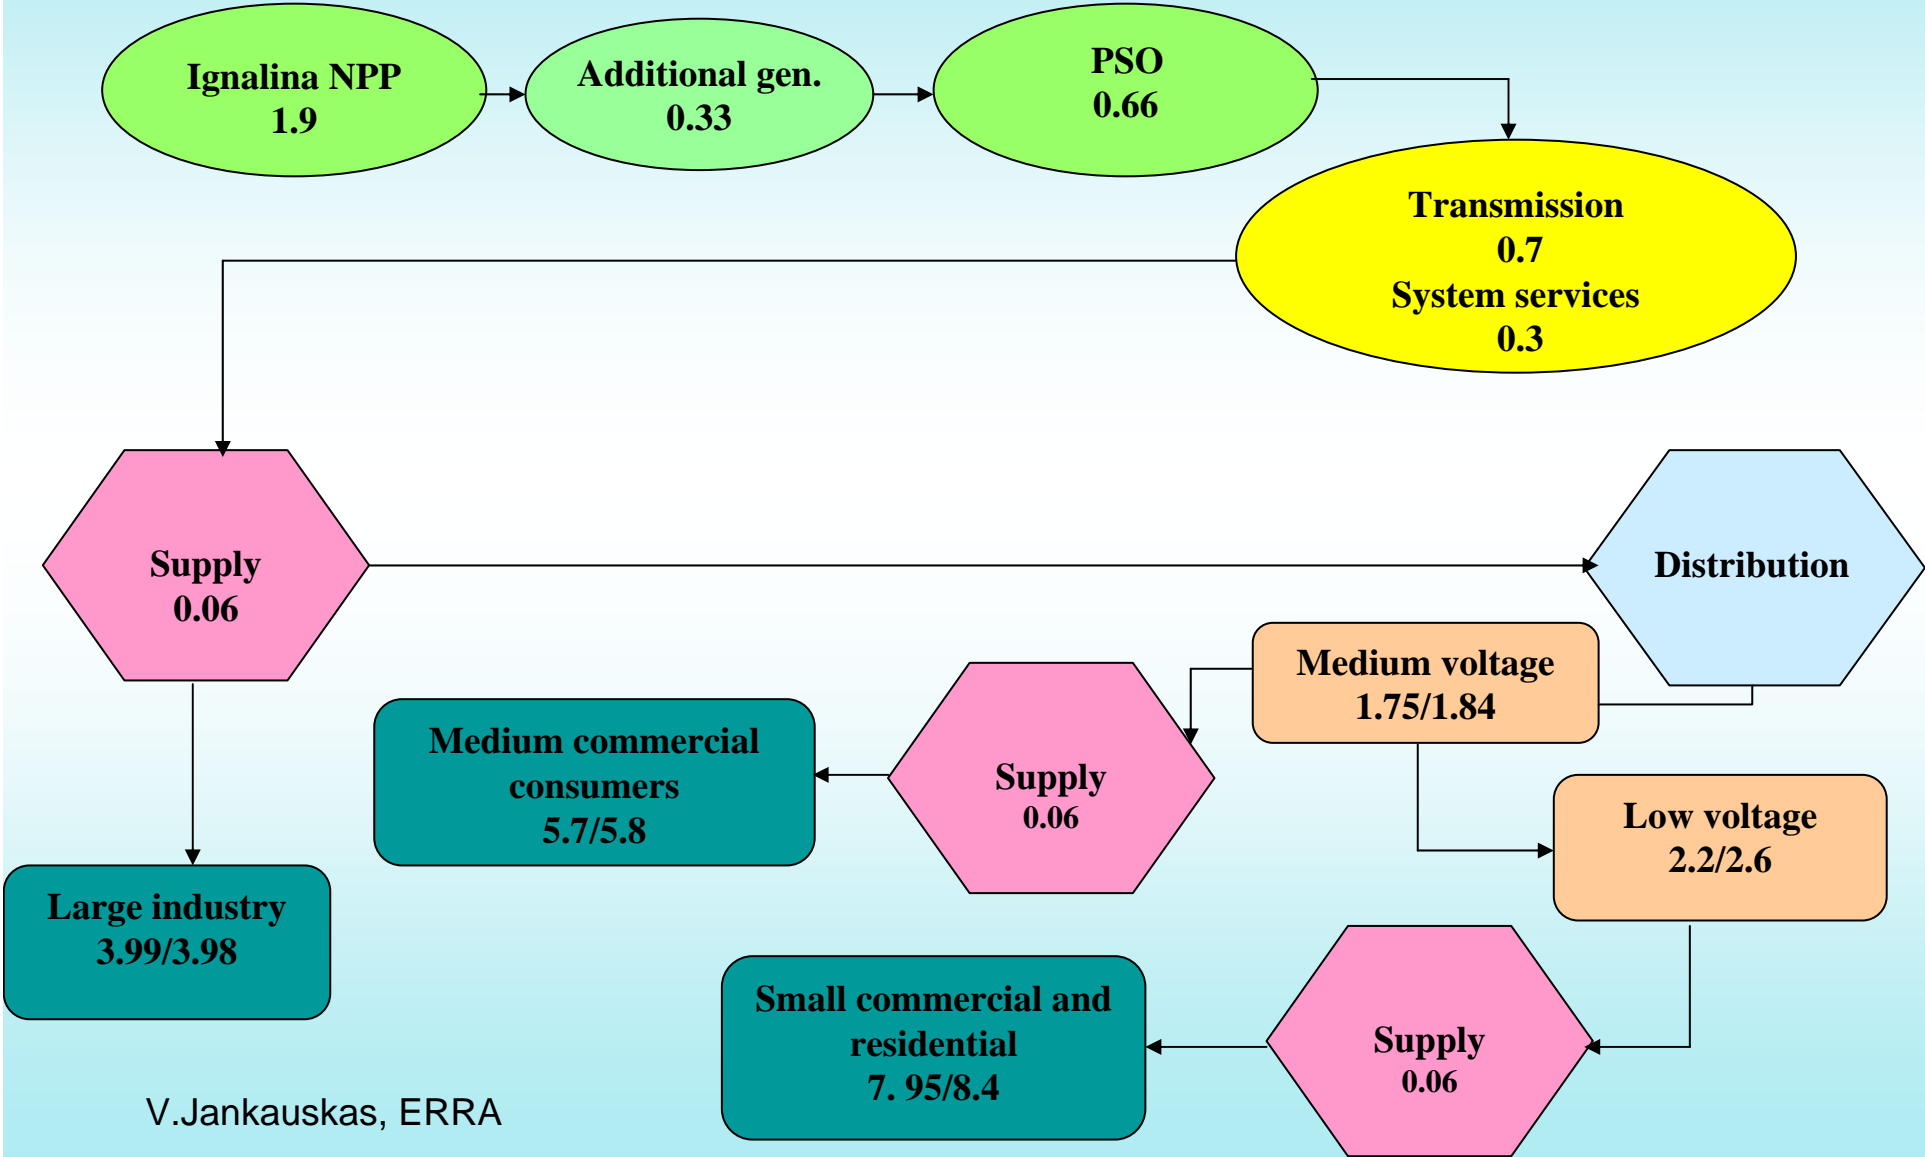 Ignalina NPP
1.9
Additional gen.
0.33
PSO
0.66
Transmission
0.7
System services
0.3
Supply
0.06
Distribution
Medium voltage
1.75/1.84
Medium commercial
consumers
5.7/5.8
Supply
0.06
Low voltage
2.2/2.6
Large industry
3.99/3.98
Small commercial and
residential
7. 95/8.4
Supply
0.06
V.Jankauskas, ERRA